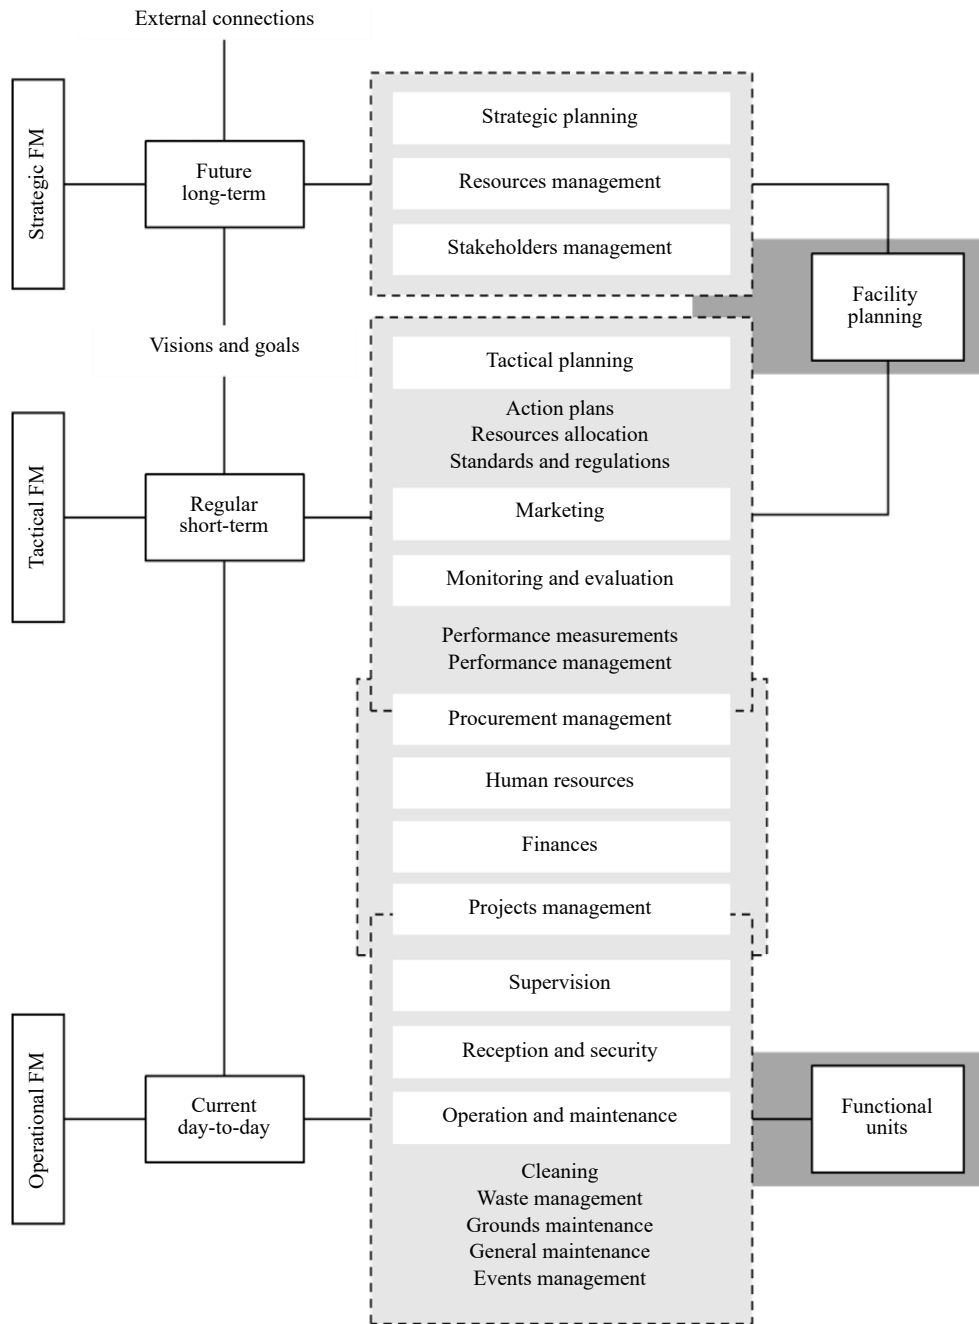 External connections
Strategic FM
Future
long-term
Strategic planning
Resources management
Stakeholders management
Facility
planning
Visions and goals
Tactical FM
Regular
short-term
Tactical planning
Action plans
Resources allocation
Standards and regulations
Marketing
Monitoring and evaluation
Performance measurements
Performance management
Procurement management
Human resources
Finances
Projects management
Operational FM
Current
day-to-day
Supervision
Reception and security
Operation and maintenance
Cleaning
Waste management
Grounds maintenance
General maintenance
Events management
Functional
units